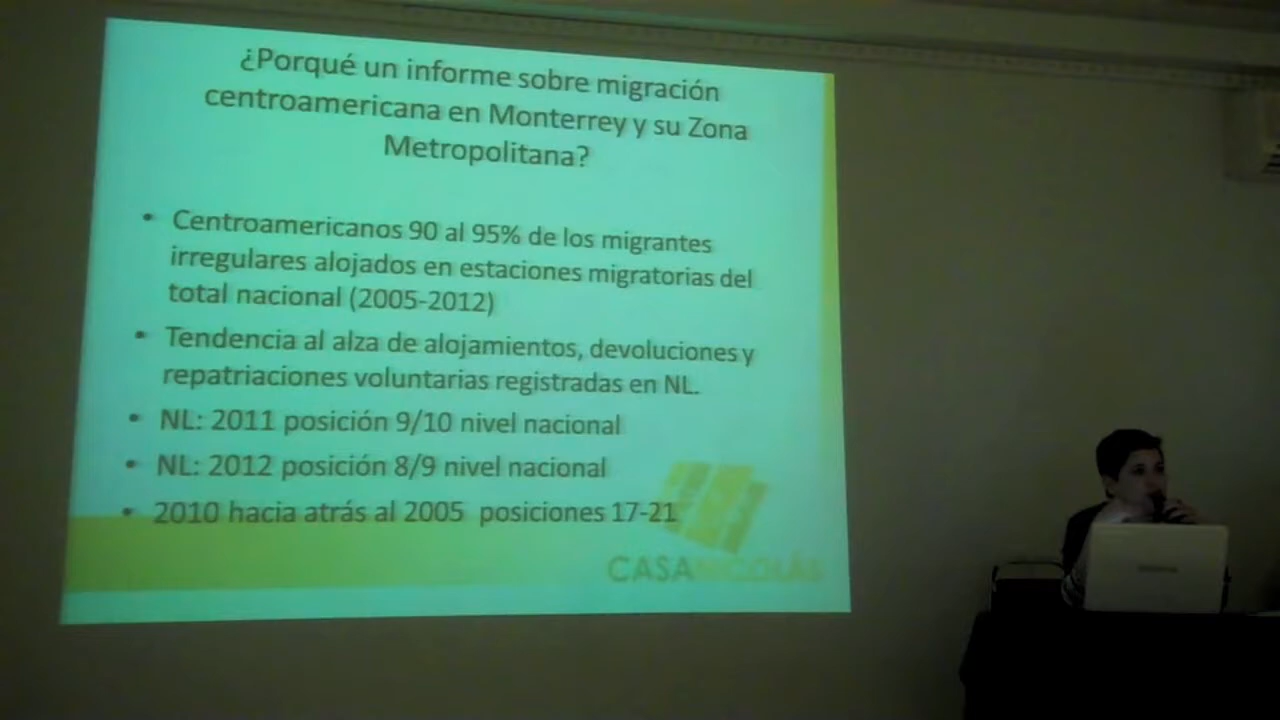 ¿Porqué un informe sobre migración
centroamericana en Monterrey y su Zona
Metropolitana?
• Centroamericanos 90 al 95% de los migrantes
irregulares alojados en estaciones migratorias del
total nacional (2005-2012)
• Tendencia al alza de alojamientos, devoluciones y
repatriaciones voluntarias registradas en NL.
• NL: 2011 posición 9/10 nivel nacional
• NL: 2012 posición 8/9 nivel nacional
• 2010 hacia atrás al 2005 posiciones 17-21
CASANICOLÁS